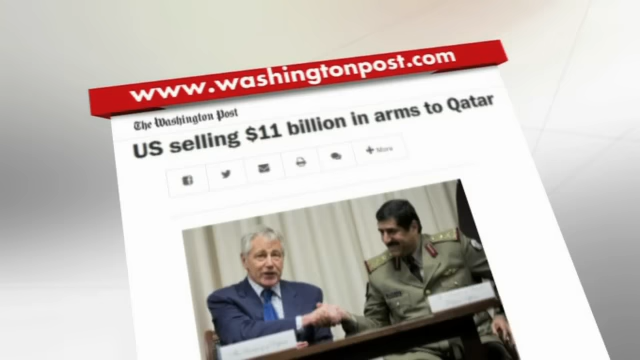 www.washingtonpost.com
The Washington Post
US selling $11 billion in arms to Qatar
+ More